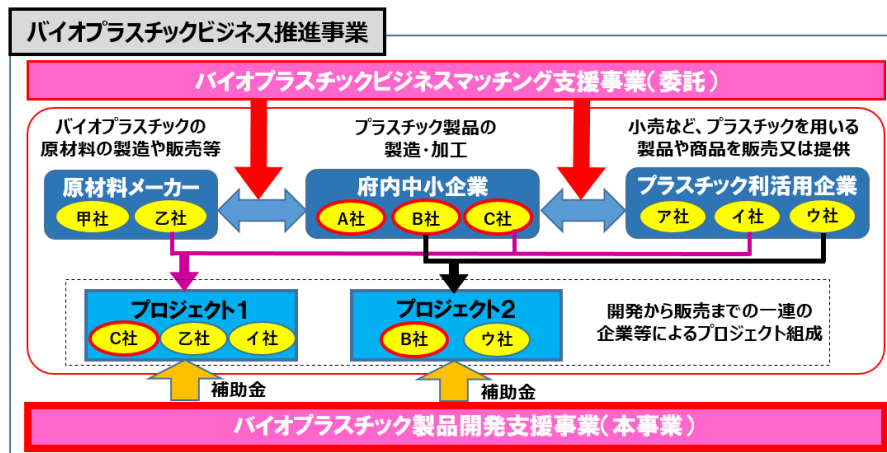 バイオプラスチックビジネス推進事業
バイオプラスチックビジネスマッチング支援事業(委託)
バイオプラスチックの
原材料の製造や販売等
プラスチック製品の
製造・加工
小売など、プラスチックを用いる
製品や商品を販売又は提供
原材料メーカー
甲社
乙社
府内中小企業
A社
B社
C社
プラスチック利活用企業
ア社
イ社
ウ社
プロジェクト1
C社
乙社
イ社
プロジェクト2
B社
ウ社
開発から販売までの一連の
企業等によるプロジェクト組成
補助金
補助金
バイオプラスチック製品開発支援事業(本事業)